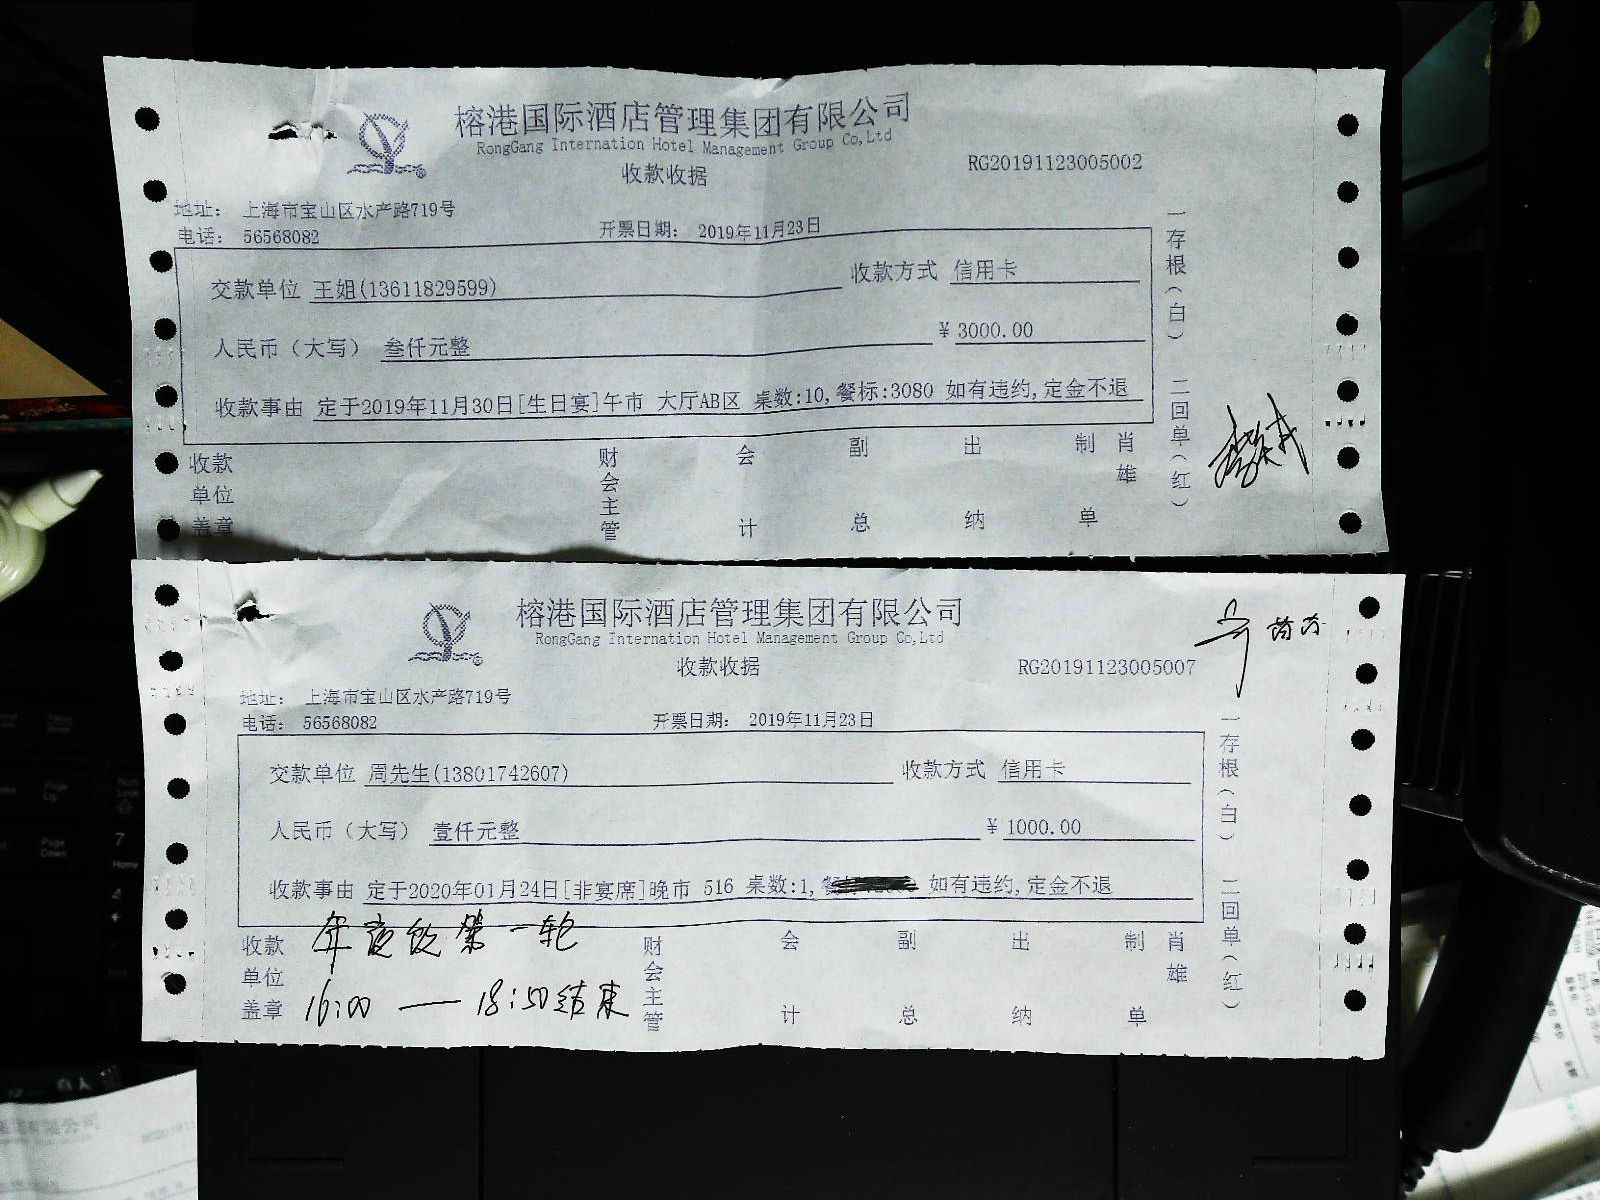 榕港国际酒店管理集团有限公司
RongGang Internation Hotel Management Group Co,Ltd
收款收据
RG20191123005002
地址： 上海市宝山区水产路719号
电话： 56568082
开票日期： 2019年11月23日
交款单位 王姐(13611829599)
收款方式 信用卡
人民币（大写） 叁仟元整
¥ 3000.00
收款事由 定于2019年11月30日[生日宴]午市 大厅AB区 桌数:10,餐标:3080 如有违约,定金不退
收款单位盖章
财会主管
会计
副总
出纳
制单
肖雄
一存根（白）
二回单（红）
榕港国际酒店管理集团有限公司
RongGang Internation Hotel Management Group Co,Ltd
收款收据
RG20191123005007
地址： 上海市宝山区水产路719号
电话： 56568082
开票日期： 2019年11月23日
交款单位 周先生(13801742607)
收款方式 信用卡
人民币（大写） 壹仟元整
¥ 1000.00
收款事由 定于2020年01月24日[非宴席]晚市 516 桌数:1, 如有违约,定金不退
年夜饭第一轮
16:00 — 18:50结束
收款单位盖章
财会主管
会计
副总
出纳
制单
肖雄
一存根（白）
二回单（红）
7
Home
Page Up
Page Down